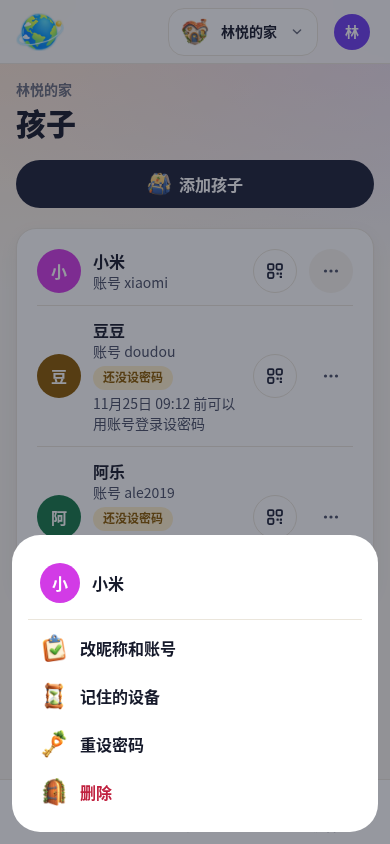 林悦的家
林
林悦的家
孩子
添加孩子
小
小米
账号 xiaomi
豆
豆豆
账号 doudou
还没设密码
11月25日 09:12 前可以
用账号登录设密码
阿
阿乐
账号 ale2019
还没设密码
小
小米
改昵称和账号
记住的设备
重设密码
删除